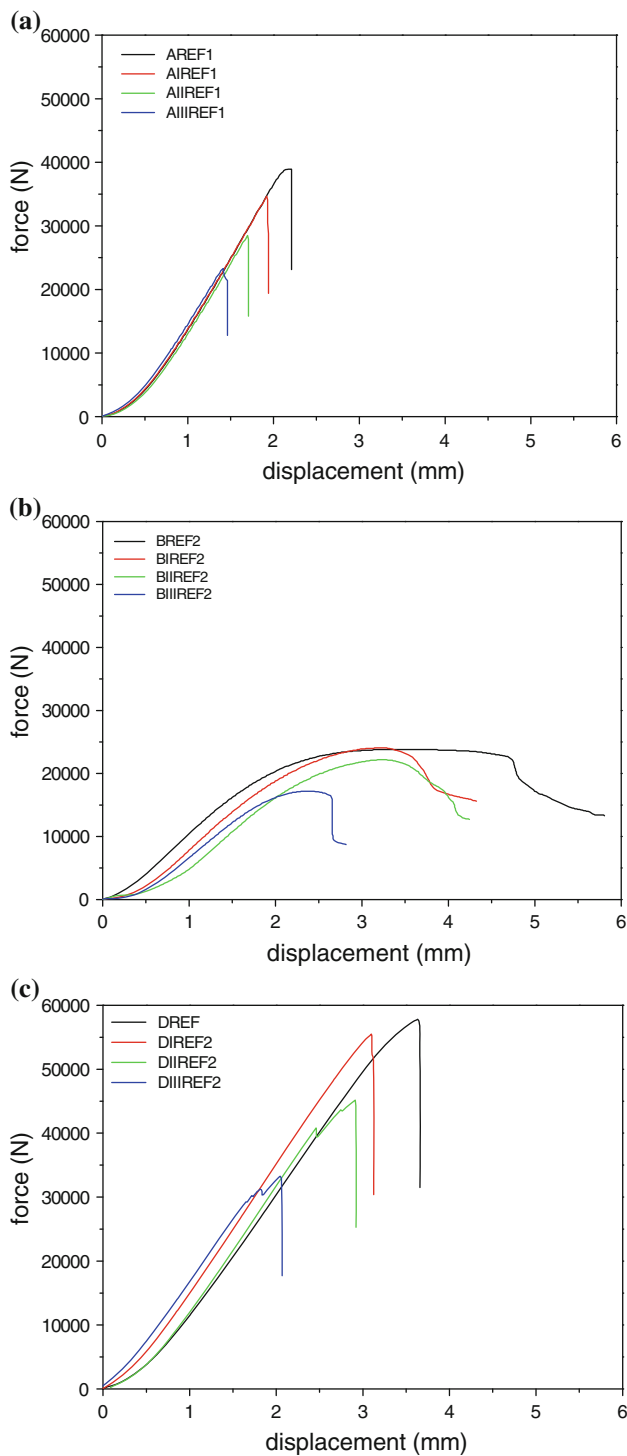 (a)
60000
50000
40000
30000
20000
10000
0
force (N)
AREF1
AIREF1
AIIREF1
AIIIREF1
0 1 2 3 4 5 6
displacement (mm)
(b)
60000
50000
40000
30000
20000
10000
0
force (N)
BREF2
BIREF2
BIIREF2
BIIIREF2
0 1 2 3 4 5 6
displacement (mm)
(c)
60000
50000
40000
30000
20000
10000
0
force (N)
DREF
DIREF2
DIIREF2
DIIIREF2
0 1 2 3 4 5 6
displacement (mm)